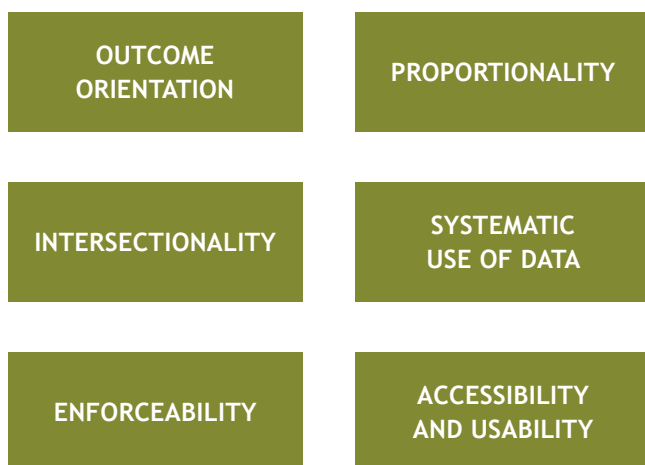 OUTCOME
ORIENTATION
PROPORTIONALITY
INTERSECTIONALITY
SYSTEMATIC
USE OF DATA
ENFORCEABILITY
ACCESSIBILITY
AND USABILITY